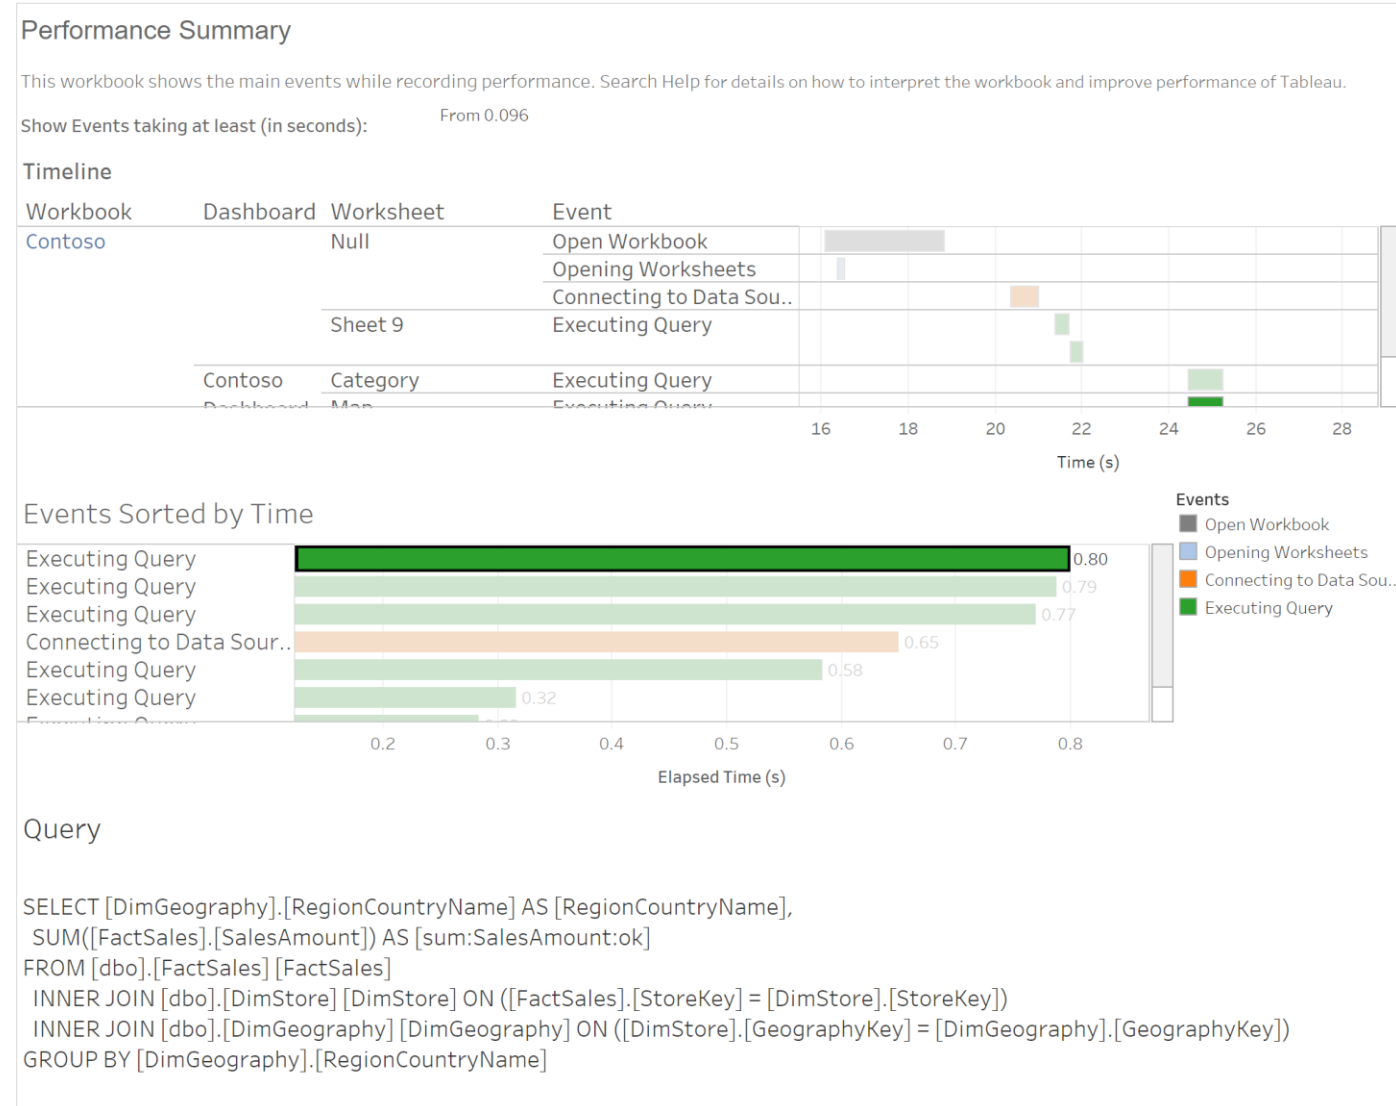 Performance Summary
This workbook shows the main events while recording performance. Search Help for details on how to interpret the workbook and improve performance of Tableau.
Show Events taking at least (in seconds): From 0.096
Timeline
Workbook Dashboard Worksheet Event
Contoso Null Open Workbook
Opening Worksheets
Connecting to Data Sou..
Sheet 9 Executing Query
Contoso Category Executing Query
Dashboard Map Executing Query
16 18 20 22 24 26 28
Time (s)
Events Sorted by Time
Executing Query 0.80
Executing Query 0.79
Executing Query 0.77
Connecting to Data Sour.. 0.65
Executing Query 0.58
Executing Query 0.32
Executing Query
0.2 0.3 0.4 0.5 0.6 0.7 0.8
Elapsed Time (s)
Events
Open Workbook
Opening Worksheets
Connecting to Data Sou..
Executing Query
Query
SELECT [DimGeography].[RegionCountryName] AS [RegionCountryName],
SUM([FactSales].[SalesAmount]) AS [sum:SalesAmount:ok]
FROM [dbo].[FactSales] [FactSales]
INNER JOIN [dbo].[DimStore] [DimStore] ON ([FactSales].[StoreKey] = [DimStore].[StoreKey])
INNER JOIN [dbo].[DimGeography] [DimGeography] ON ([DimStore].[GeographyKey] = [DimGeography].[GeographyKey])
GROUP BY [DimGeography].[RegionCountryName]